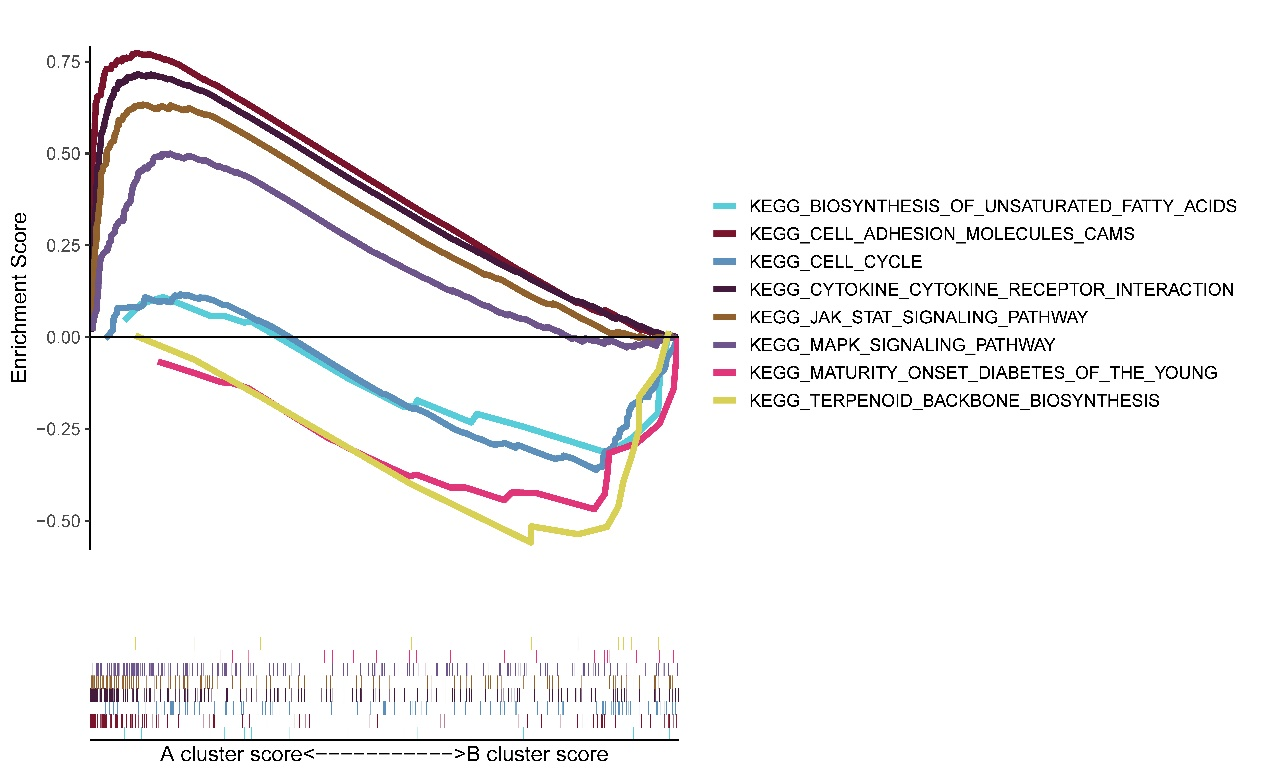 Enrichment Score
0.75
0.50
0.25
0.00
−0.25
−0.50
KEGG_BIOSYNTHESIS_OF_UNSATURATED_FATTY_ACIDS
KEGG_CELL_ADHESION_MOLECULES_CAMS
KEGG_CELL_CYCLE
KEGG_CYTOKINE_CYTOKINE_RECEPTOR_INTERACTION
KEGG_JAK_STAT_SIGNALING_PATHWAY
KEGG_MAPK_SIGNALING_PATHWAY
KEGG_MATURITY_ONSET_DIABETES_OF_THE_YOUNG
KEGG_TERPENOID_BACKBONE_BIOSYNTHESIS
A cluster score<−−−−−−−−−−−>B cluster score